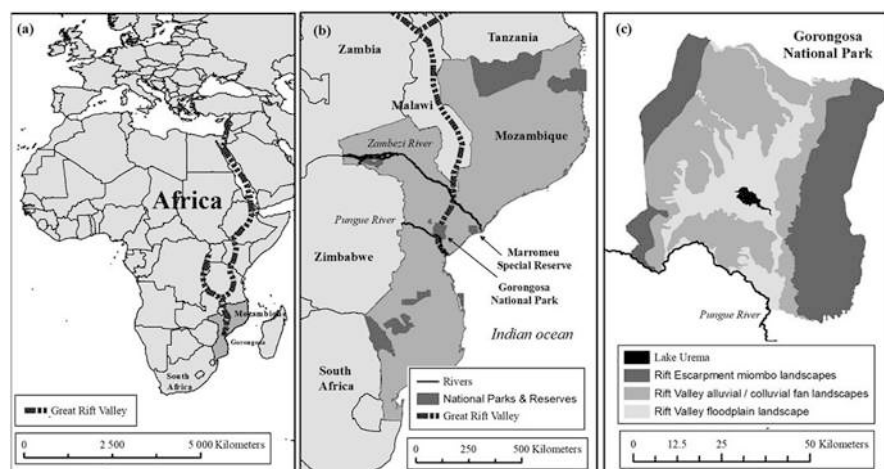 (a)
Africa
Mozambique
Gorongosa
South
Africa
Great Rift Valley
0 2 500 5 000 Kilometers
(b)
Zambia
Tanzania
Malawi
Mozambique
Zambezi River
Pungue River
Zimbabwe
Marromeu
Special Reserve
Gorongosa
National Park
Indian ocean
South
Africa
Rivers
National Parks & Reserves
Great Rift Valley
0 250 500 Kilometers
(c)
Gorongosa
National Park
Pungue River
Lake Urema
Rift Escarpment miombo landscapes
Rift Valley alluvial / colluvial fan landscapes
Rift Valley floodplain landscape
0 12.5 25 50 Kilometers